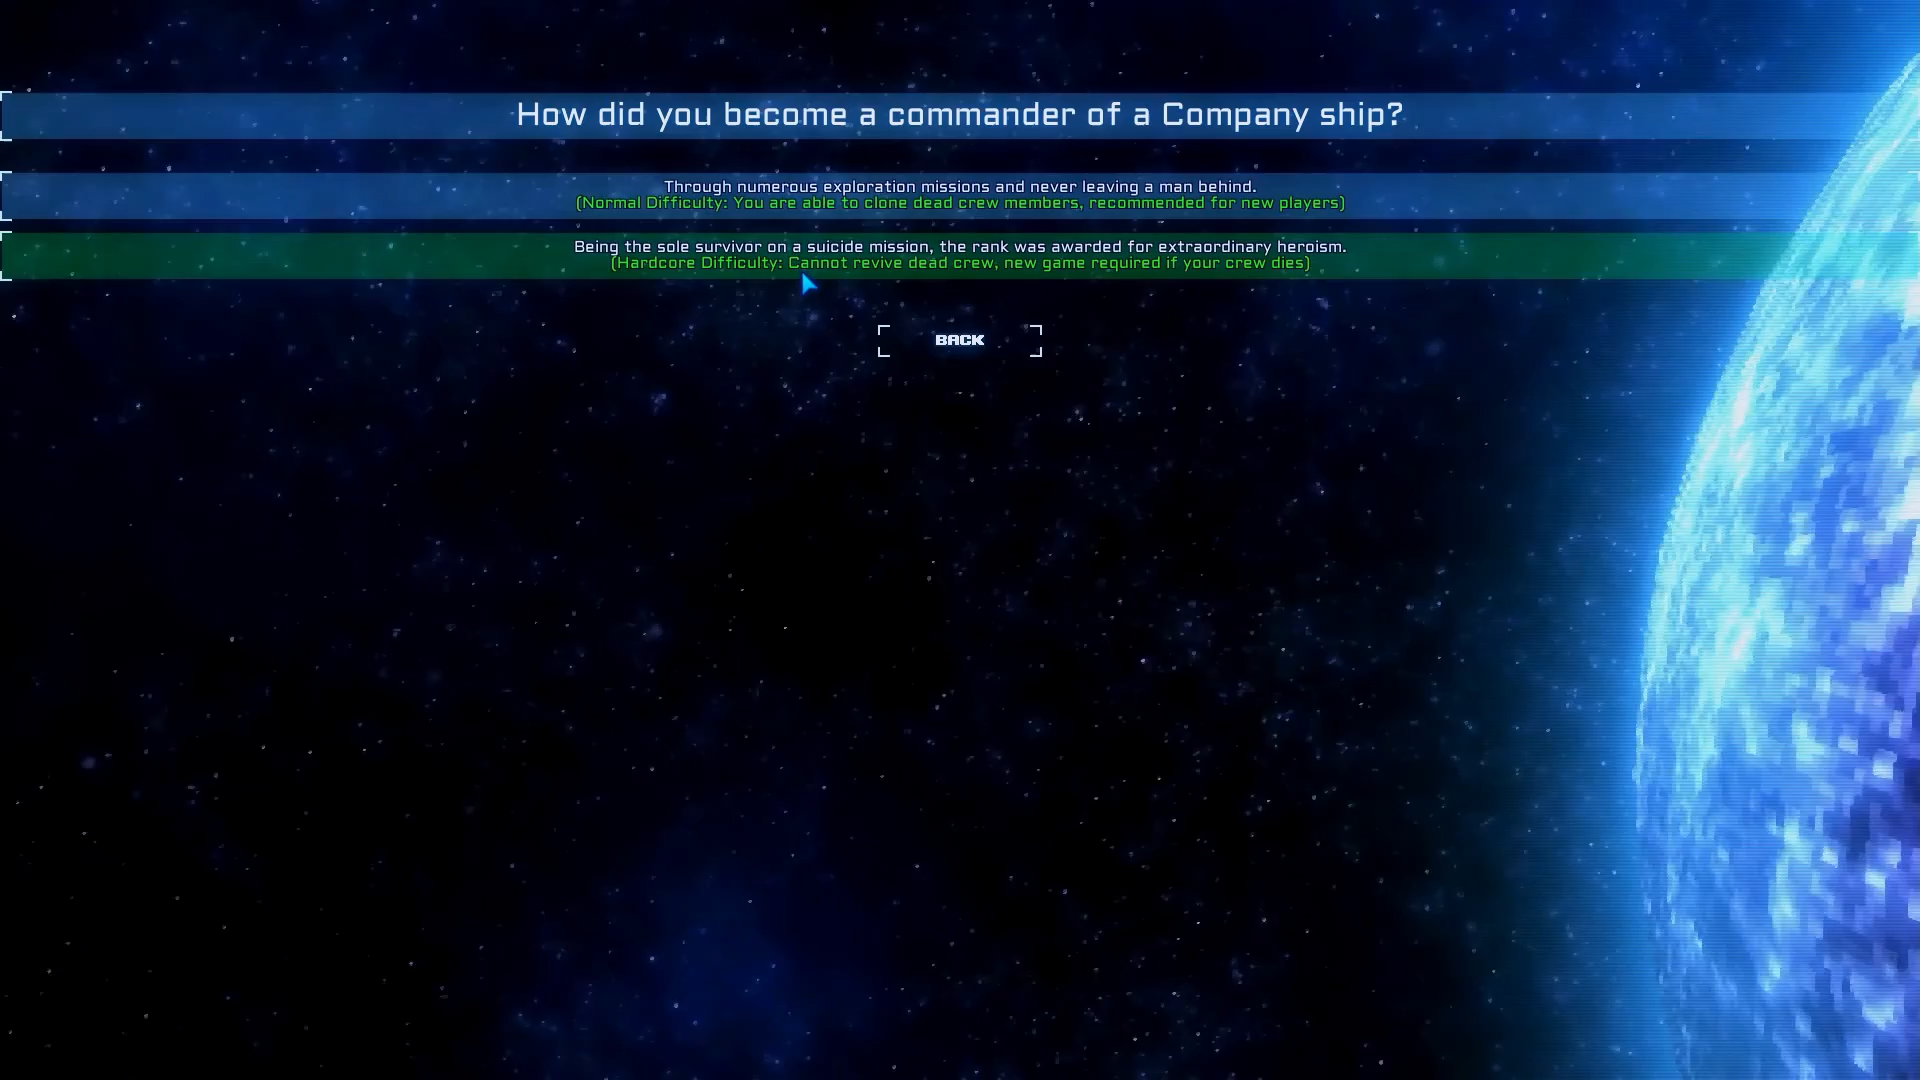 How did you become a commander of a Company ship?
Through numerous exploration missions and never leaving a man behind.
(Normal Difficulty: You are able to clone dead crew members, recommended for new players)
Being the sole survivor on a suicide mission, the rank was awarded for extraordinary heroism.
(Hardcore Difficulty: Cannot revive dead crew, new game required if your crew dies)
BACK